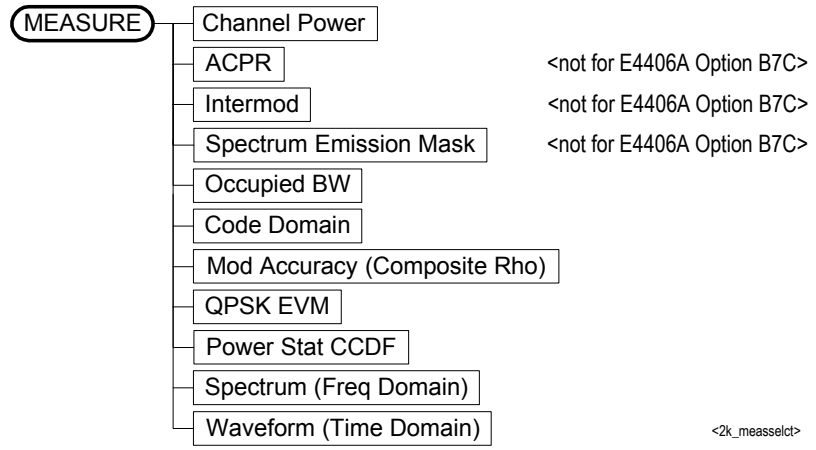 MEASURE
Channel Power
ACPR <not for E4406A Option B7C>
Intermod <not for E4406A Option B7C>
Spectrum Emission Mask <not for E4406A Option B7C>
Occupied BW
Code Domain
Mod Accuracy (Composite Rho)
QPSK EVM
Power Stat CCDF
Spectrum (Freq Domain)
Waveform (Time Domain)
<2k_measselct>